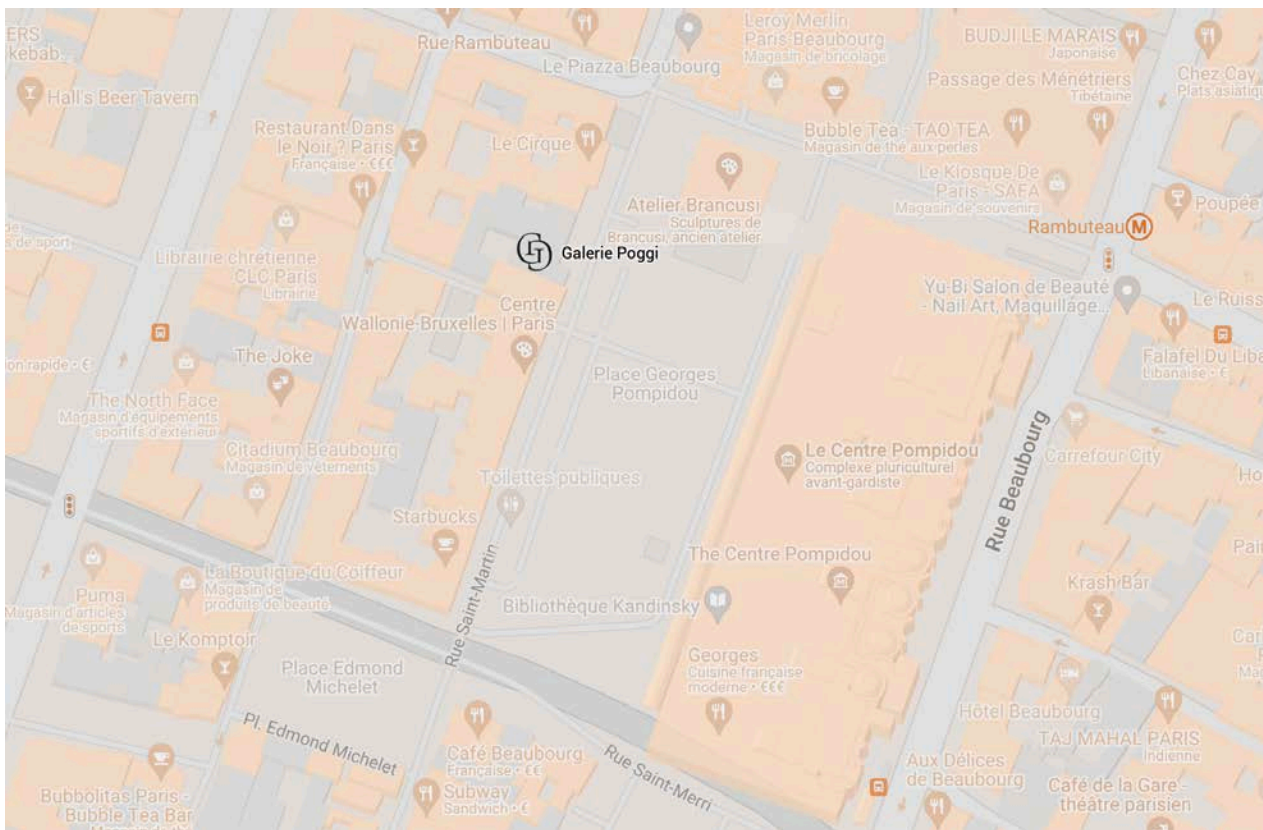 ERS
kebab...
Hall's Beer Tavern
Rue Rambuteau
Le Piazza Beaubourg
Leroy Merlin
Paris-Beaubourg
Magasin de bricolage
BUDJI LE MARAIS
Japonaise
Chez Cay
Plats asiatiq
Passage des Ménétriers
Tibétaine
Restaurant Dans
le Noir ? Paris
Française • €€€
Le Cirque
Bubble Tea - TAO TEA
Magasin de thé aux perles
Le Kiosque De
Paris - SAFA
Magasin de souvenirs
Atelier Brancusi
Sculptures de
Brancusi, ancien atelier
Poupée
Rambuteau M
de
s de sport
Librairie chrétienne
CLC Paris
Librairie
Galerie Poggi
Yu-Bi Salon de Beauté
- Nail Art, Maquillage...
Le Ruiss
Centre
Wallonie-Bruxelles | Paris
on rapide • €
The Joke
Falafel Du Liba
Libanaise • €
Place Georges
Pompidou
The North Face
Magasin d'équipements
sportifs d'extérieur
Citadium Beaubourg
Magasin de vêtements
Le Centre Pompidou
Complexe pluriculturel
avant-gardiste
Rue Beaubourg
Carrefour City
Ho
Toilettes publiques
Starbucks
The Centre Pompidou
Pai
Puma
Magasin d'articles
de sports
La Boutique du Coiffeur
Magasin de
produits de beauté
Rue Saint-Martin
Bibliothèque Kandinsky
Krash Bar
Le Komptoir
Place Edmond
Michelet
Georges
Cuisine française
moderne • €€€
Car
Mag
Hôtel Beaubourg
TAJ MAHAL PARIS
Indienne
Pl. Edmond Michelet
Café Beaubourg
Française • €€
Rue Saint-Merri
Aux Délices
de Beaubourg
Subway
Sandwich • €
Café de la Gare -
théâtre parisien
Bubbolitas Paris -
Bubble Tea Bar